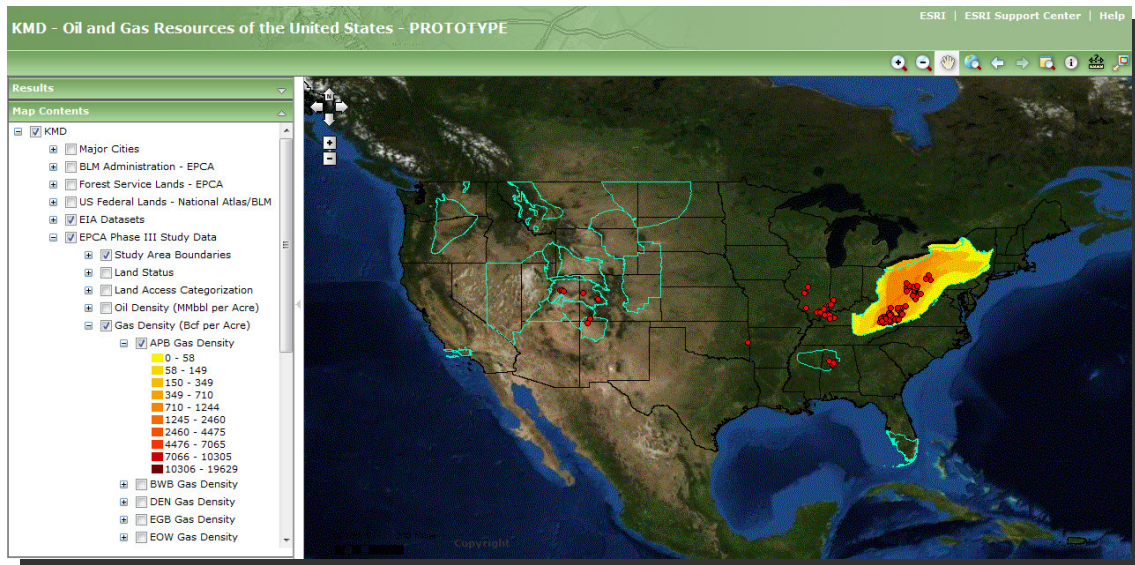 ESRI | ESRI Support Center | Help
KMD - Oil and Gas Resources of the United States - PROTOTYPE
Results
Map Contents
KMD
Major Cities
BLM Administration - EPCA
Forest Service Lands - EPCA
US Federal Lands - National Atlas/BLM
EIA Datasets
EPCA Phase III Study Data
Study Area Boundaries
Land Status
Land Access Categorization
Oil Density (MMbbl per Acre)
Gas Density (Bcf per Acre)
APB Gas Density
0 - 58
58 - 149
150 - 349
349 - 710
710 - 1244
1245 - 2460
2460 - 4475
4476 - 7065
7066 - 10305
10306 - 19629
BWB Gas Density
DEN Gas Density
EGB Gas Density
EOW Gas Density
N
Copyright